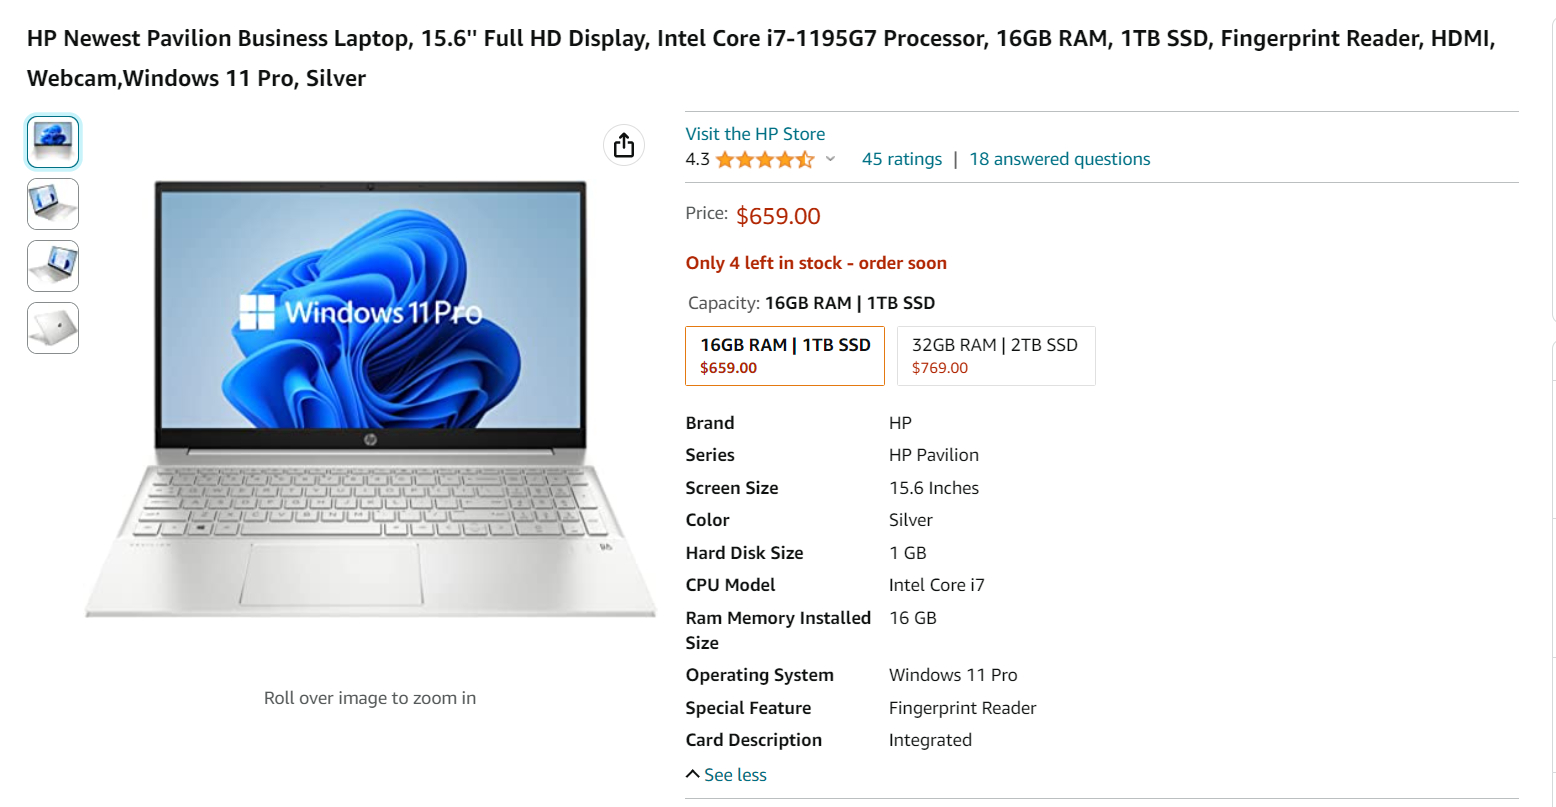 HP Newest Pavilion Business Laptop, 15.6'' Full HD Display, Intel Core i7-1195G7 Processor, 16GB RAM, 1TB SSD, Fingerprint Reader, HDMI,
Webcam,Windows 11 Pro, Silver
Windows 11 Pro
hp
Roll over image to zoom in
Visit the HP Store
4.3
45 ratings | 18 answered questions
Price: $659.00
Only 4 left in stock - order soon
Capacity: 16GB RAM | 1TB SSD
16GB RAM | 1TB SSD
$659.00
32GB RAM | 2TB SSD
$769.00
Brand HP
Series HP Pavilion
Screen Size 15.6 Inches
Color Silver
Hard Disk Size 1 GB
CPU Model Intel Core i7
Ram Memory Installed 16 GB
Size
Operating System Windows 11 Pro
Special Feature Fingerprint Reader
Card Description Integrated
See less